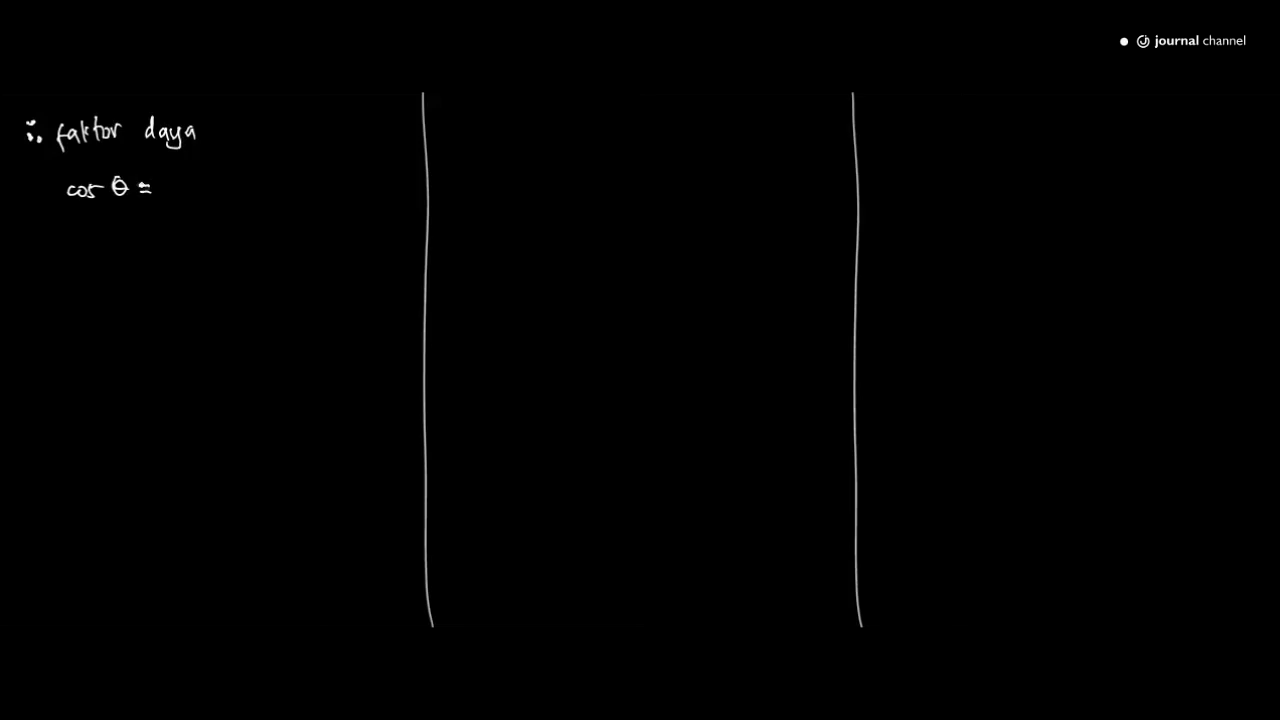 journal channel
∴ faktor daya
cos θ =